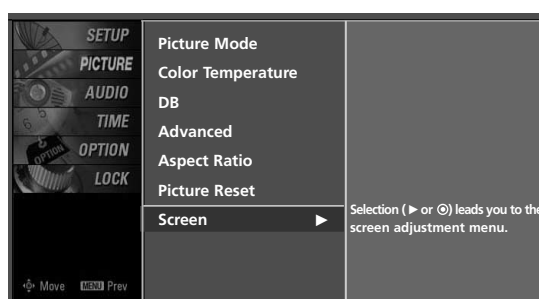 SETUP
PICTURE
AUDIO
TIME
OPTION
LOCK
Move MENU Prev
Picture Mode
Color Temperature
DB
Advanced
Aspect Ratio
Picture Reset
Screen ►
Selection ( ► or ⦿) leads you to the
screen adjustment menu.